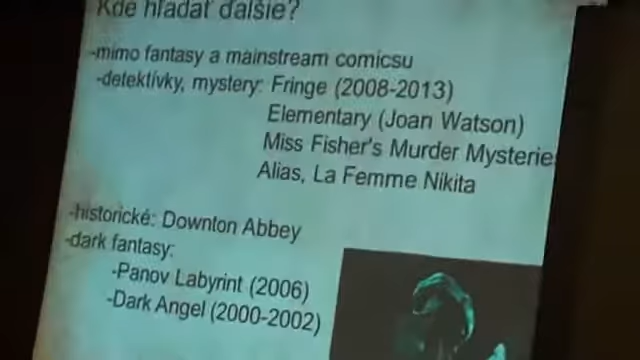 Kde hľadať ďalšie?
-mimo fantasy a mainstream comicsu
-detektívky, mystery: Fringe (2008-2013)
Elementary (Joan Watson)
Miss Fisher's Murder Mysterie
Alias, La Femme Nikita
-historické: Downton Abbey
-dark fantasy:
-Panov Labyrint (2006)
-Dark Angel (2000-2002)